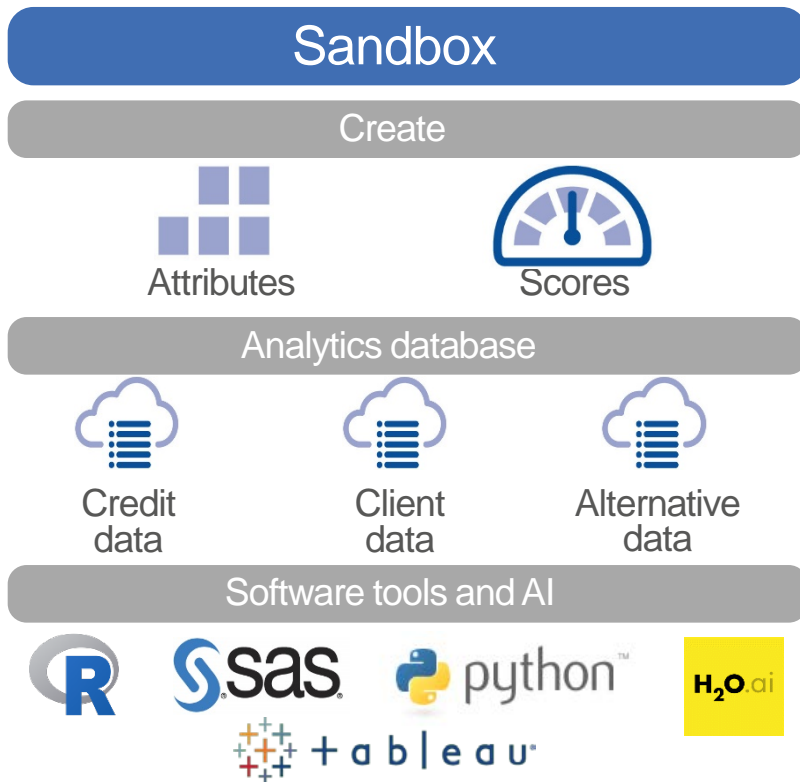 Sandbox
Create
Attributes Scores
Analytics database
Credit Client Alternative
data data data
Software tools and AI
R S.sas. python™ H₂O.ai
+ a b | e a u®